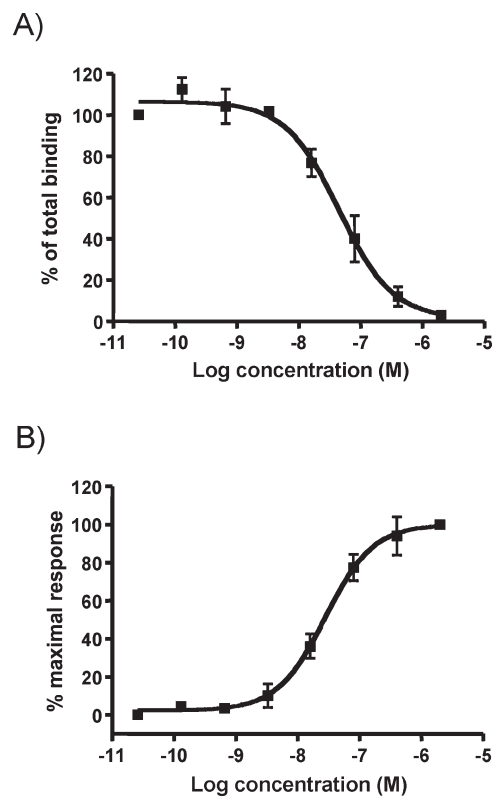 A)
120
100
80
60
40
20
0
% of total binding
-11 -10 -9 -8 -7 -6 -5
Log concentration (M)
B)
120
100
80
60
40
20
0
% maximal response
-11 -10 -9 -8 -7 -6 -5
Log concentration (M)